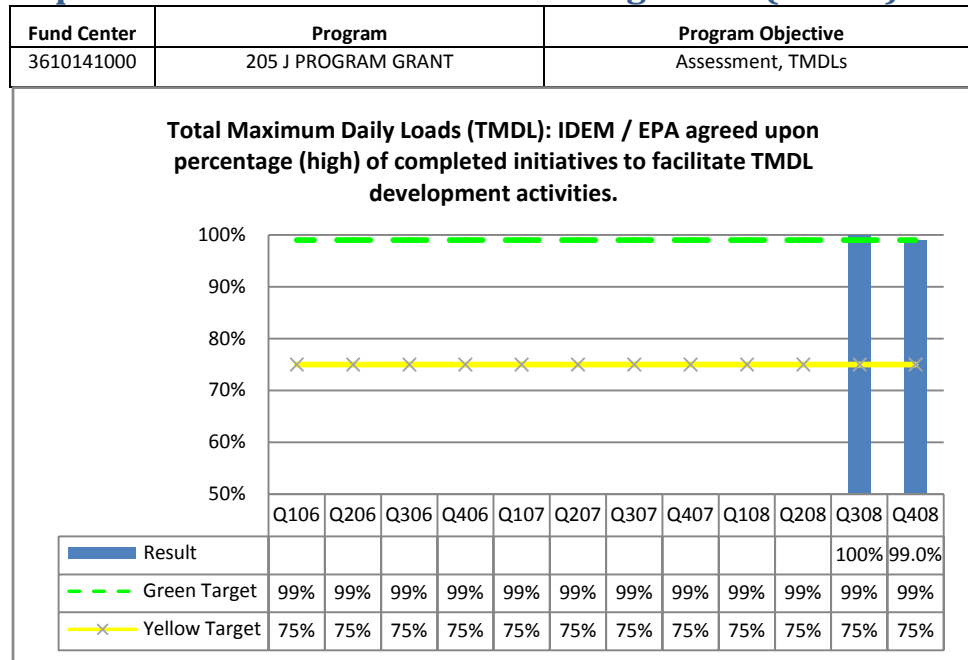 Fund Center Program Program Objective
3610141000 205 J PROGRAM GRANT Assessment, TMDLs
Total Maximum Daily Loads (TMDL): IDEM / EPA agreed upon
percentage (high) of completed initiatives to facilitate TMDL
development activities.
100%
90%
80%
70%
60%
50%
Q106 Q206 Q306 Q406 Q107 Q207 Q307 Q407 Q108 Q208 Q308 Q408
Result 100% 99.0%
Green Target 99% 99% 99% 99% 99% 99% 99% 99% 99% 99% 99% 99%
Yellow Target 75% 75% 75% 75% 75% 75% 75% 75% 75% 75% 75% 75%